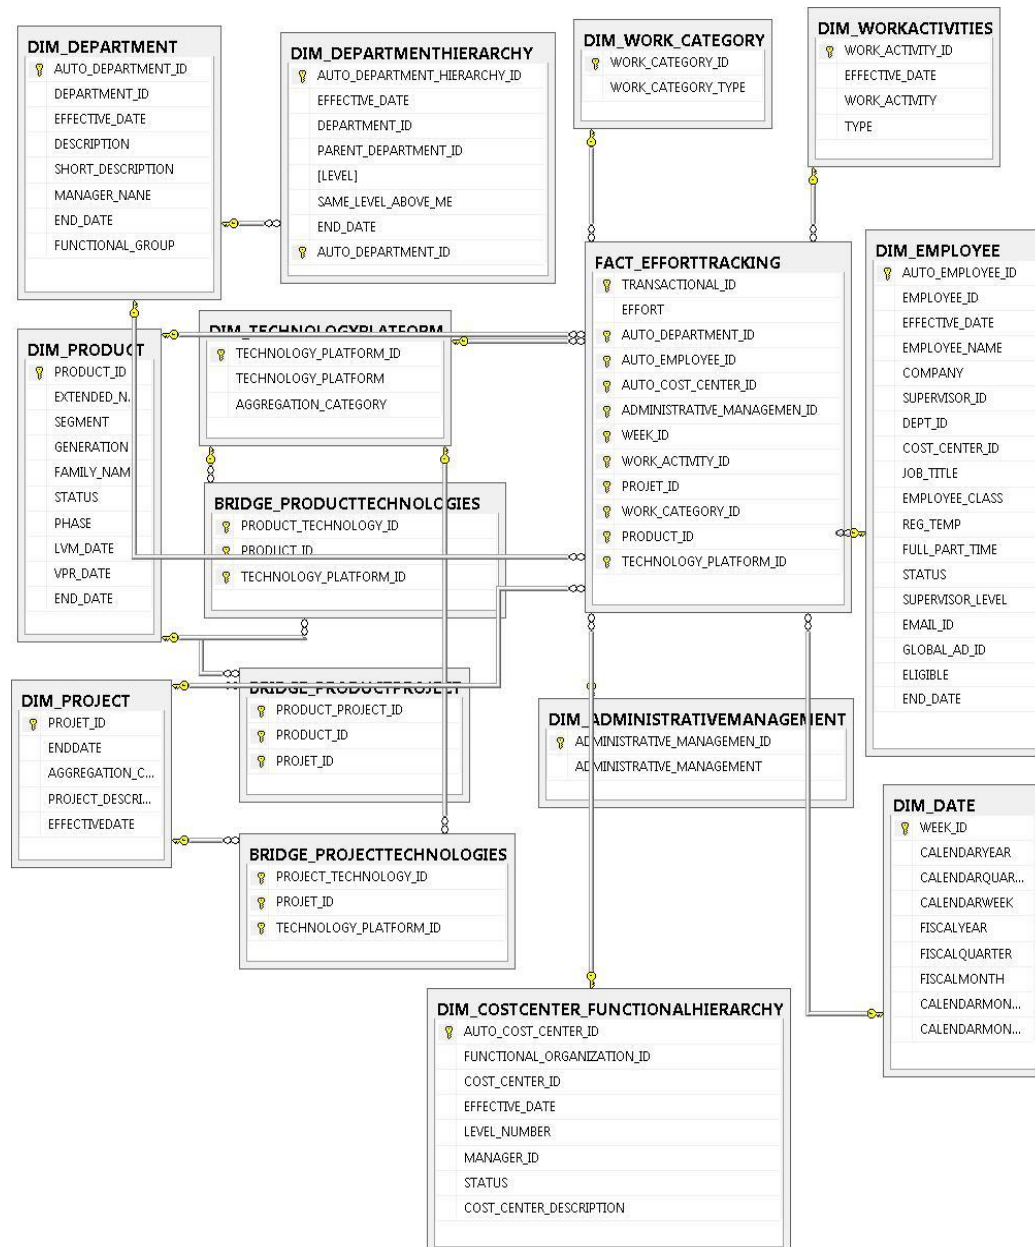 DIM_DEPARTMENT
AUTO_DEPARTMENT_ID
DEPARTMENT_ID
EFFECTIVE_DATE
DESCRIPTION
SHORT_DESCRIPTION
MANAGER_NANE
END_DATE
FUNCTIONAL_GROUP
DIM_DEPARTMENTHIERARCHY
AUTO_DEPARTMENT_HIERARCHY_ID
EFFECTIVE_DATE
DEPARTMENT_ID
PARENT_DEPARTMENT_ID
[LEVEL]
SAME_LEVEL_ABOVE_ME
END_DATE
AUTO_DEPARTMENT_ID
DIM_WORK_CATEGORY
WORK_CATEGORY_ID
WORK_CATEGORY_TYPE
DIM_WORKACTIVITIES
WORK_ACTIVITY_ID
EFFECTIVE_DATE
WORK_ACTIVITY
TYPE
FACT_EFFORTTRACKING
TRANSACTIONAL_ID
EFFORT
AUTO_DEPARTMENT_ID
AUTO_EMPLOYEE_ID
AUTO_COST_CENTER_ID
ADMINISTRATIVE_MANAGEMEN_ID
WEEK_ID
WORK_ACTIVITY_ID
PROJET_ID
WORK_CATEGORY_ID
PRODUCT_ID
TECHNOLOGY_PLATFORM_ID
DIM_EMPLOYEE
AUTO_EMPLOYEE_ID
EMPLOYEE_ID
EFFECTIVE_DATE
EMPLOYEE_NAME
COMPANY
SUPERVISOR_ID
DEPT_ID
COST_CENTER_ID
JOB_TITLE
EMPLOYEE_CLASS
REG_TEMP
FULL_PART_TIME
STATUS
SUPERVISOR_LEVEL
EMAIL_ID
GLOBAL_AD_ID
ELIGIBLE
END_DATE
DIM_PRODUCT
PRODUCT_ID
EXTENDED_N...
SEGMENT
GENERATION
FAMILY_NAM
STATUS
PHASE
LVM_DATE
VPR_DATE
END_DATE
DIM_TECHNOLOGYPLATFORM
TECHNOLOGY_PLATFORM_ID
TECHNOLOGY_PLATFORM
AGGREGATION_CATEGORY
BRIDGE_PRODUCTTECHNOLOGIES
PRODUCT_TECHNOLOGY_ID
PRODUCT_ID
TECHNOLOGY_PLATFORM_ID
DIM_PROJECT
PROJET_ID
ENDDATE
AGGREGATION_C...
PROJECT_DESCRI...
EFFECTIVEDATE
BRIDGE_PRODUCTPROJECT
PRODUCT_PROJECT_ID
PRODUCT_ID
PROJET_ID
DIM_ADMINISTRATIVEMANAGEMENT
ADMINISTRATIVE_MANAGEMEN_ID
ADMINISTRATIVE_MANAGEMENT
BRIDGE_PROJECTTECHNOLOGIES
PROJECT_TECHNOLOGY_ID
PROJET_ID
TECHNOLOGY_PLATFORM_ID
DIM_DATE
WEEK_ID
CALENDARYEAR
CALENDARQUAR...
CALENDARWEEK
FISCALYEAR
FISCALQUARTER
FISCALMONTH
CALENDARMON...
CALENDARMON...
DIM_COSTCENTER_FUNCTIONALHIERARCHY
AUTO_COST_CENTER_ID
FUNCTIONAL_ORGANIZATION_ID
COST_CENTER_ID
EFFECTIVE_DATE
LEVEL_NUMBER
MANAGER_ID
STATUS
COST_CENTER_DESCRIPTION